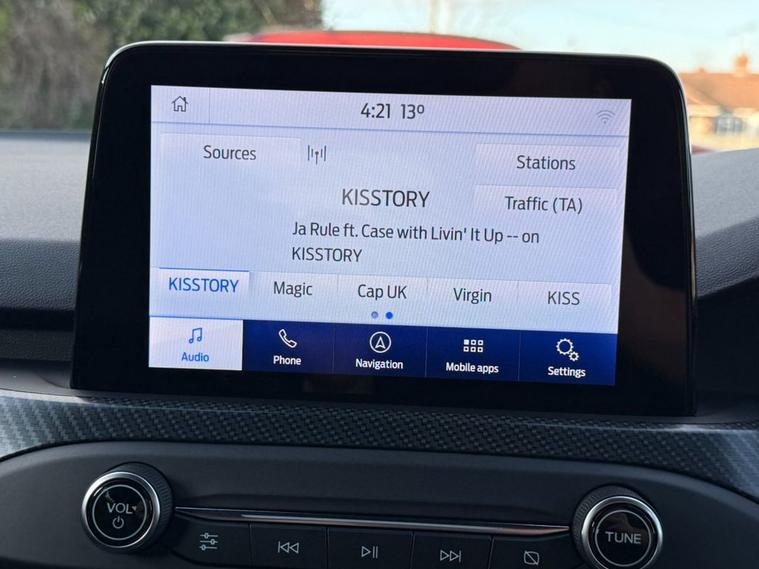 4:21 13°
Sources
Stations
KISSTORY
Traffic (TA)
Ja Rule ft. Case with Livin' It Up -- on
KISSTORY
KISSTORY Magic Cap UK Virgin KISS
Audio Phone Navigation Mobile apps Settings
VOL
TUNE